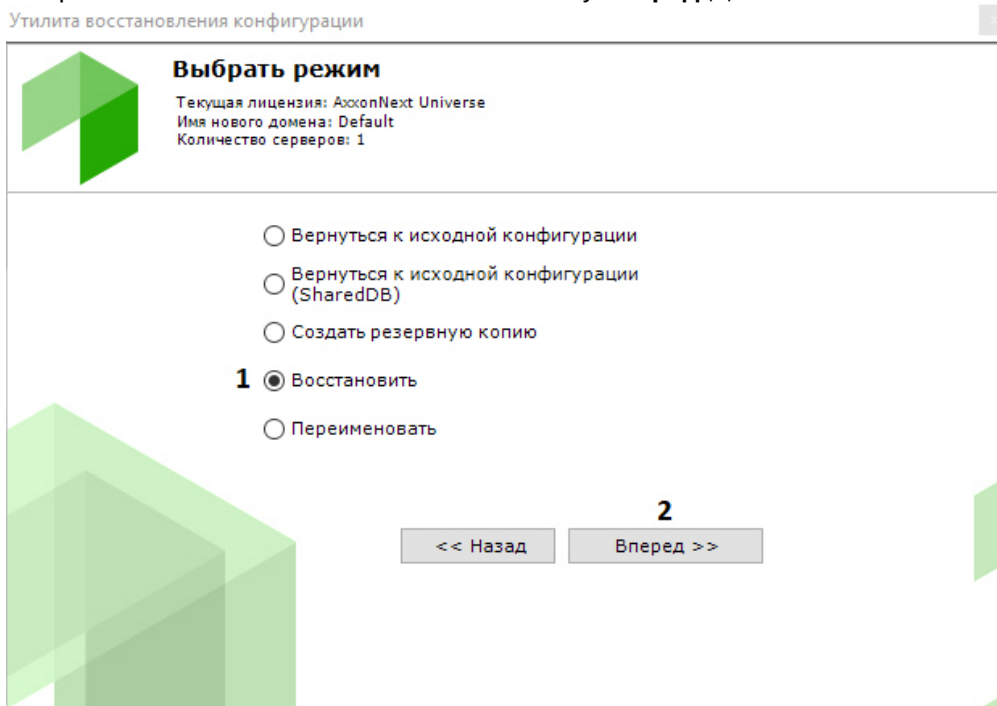 Утилита восстановления конфигурации
Выбрать режим
Текущая лицензия: AxxonNext Universe
Имя нового домена: Default
Количество серверов: 1
Вернуться к исходной конфигурации
Вернуться к исходной конфигурации
(SharedDB)
Создать резервную копию
1 Восстановить
Переименовать
2
<< Назад Вперед >>